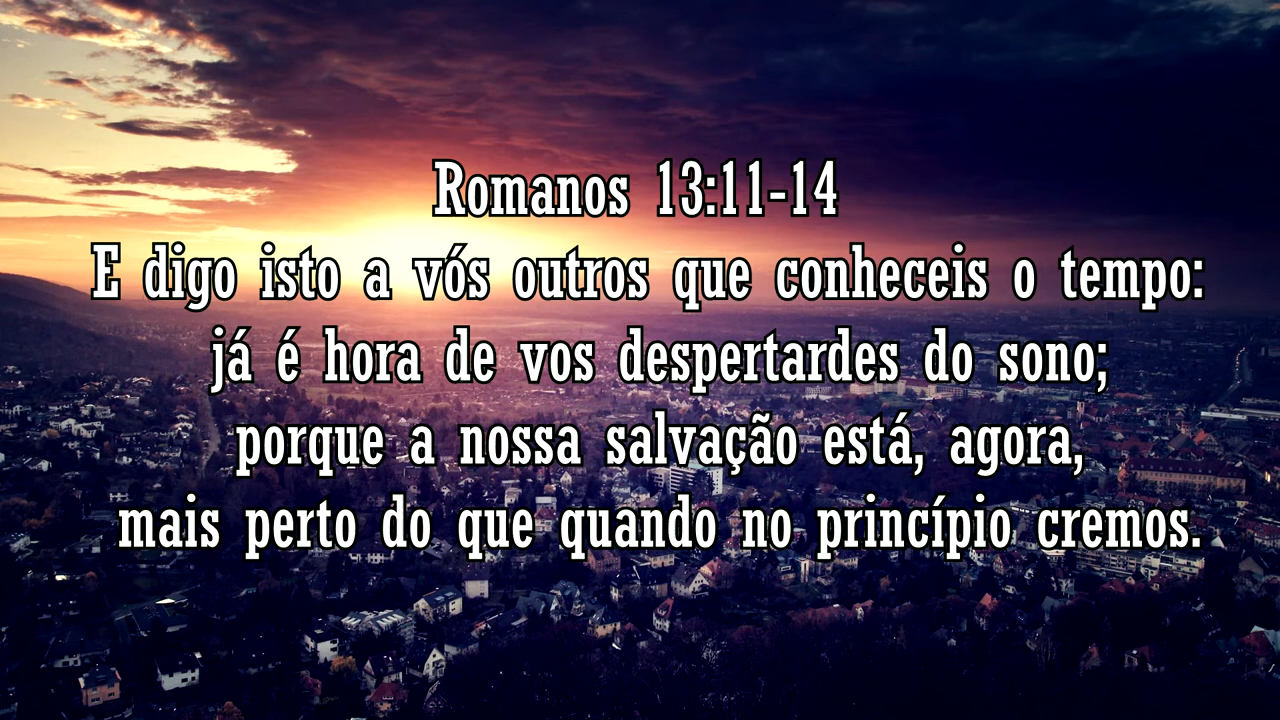 Romanos 13:11-14
E digo isto a vós outros que conheceis o tempo:
já é hora de vos despertardes do sono;
porque a nossa salvação está, agora,
mais perto do que quando no princípio cremos.